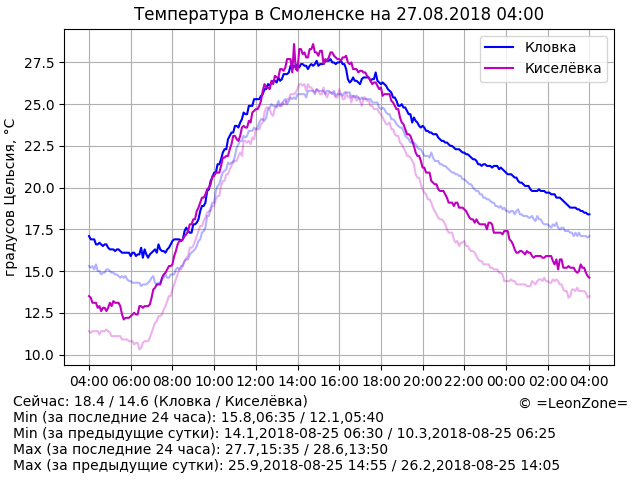 Температура в Смоленске на 27.08.2018 04:00
Кловка
Киселёвка
градусов Цельсия, °C
27.5
25.0
22.5
20.0
17.5
15.0
12.5
10.0
04:00 06:00 08:00 10:00 12:00 14:00 16:00 18:00 20:00 22:00 00:00 02:00 04:00
Сейчас: 18.4 / 14.6 (Кловка / Киселёвка)
© =LeonZone=
Min (за последние 24 часа): 15.8,06:35 / 12.1,05:40
Min (за предыдущие сутки): 14.1,2018-08-25 06:30 / 10.3,2018-08-25 06:25
Max (за последние 24 часа): 27.7,15:35 / 28.6,13:50
Max (за предыдущие сутки): 25.9,2018-08-25 14:55 / 26.2,2018-08-25 14:05